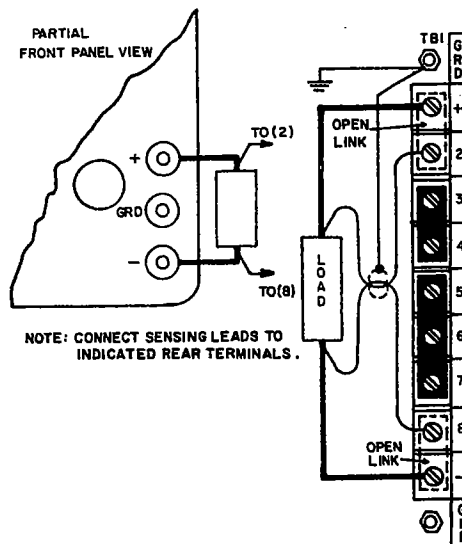 PARTIAL
FRONT PANEL VIEW
+
GRD
−
TO(2)
TO(8)
NOTE: CONNECT SENSING LEADS TO
INDICATED REAR TERMINALS.
TB1
G
R
D
+
OPEN
LINK
2
3
4
LOAD
5
6
7
8
OPEN
LINK
−
G